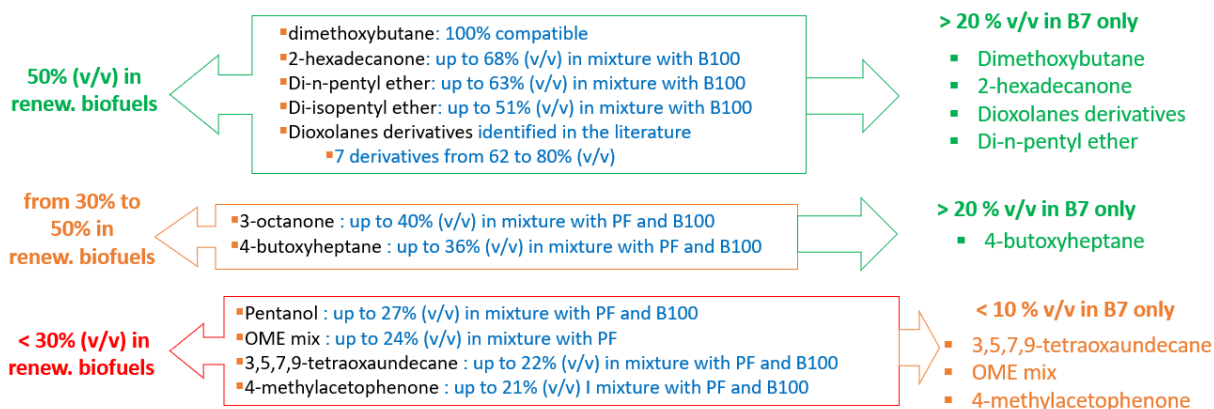 50% (v/v) in
renew. biofuels
▪dimethoxybutane: 100% compatible
▪2-hexadecanone: up to 68% (v/v) in mixture with B100
▪Di-n-pentyl ether: up to 63% (v/v) in mixture with B100
▪Di-isopentyl ether: up to 51% (v/v) in mixture with B100
▪Dioxolanes derivatives identified in the literature
▪7 derivatives from 62 to 80% (v/v)
> 20 % v/v in B7 only
▪ Dimethoxybutane
▪ 2-hexadecanone
▪ Dioxolanes derivatives
▪ Di-n-pentyl ether
from 30% to
50% in
renew. biofuels
▪3-octanone : up to 40% (v/v) in mixture with PF and B100
▪4-butoxyheptane : up to 36% (v/v) in mixture with PF and B100
> 20 % v/v in B7 only
▪ 4-butoxyheptane
< 30% (v/v) in
renew. biofuels
▪Pentanol : up to 27% (v/v) in mixture with PF and B100
▪OME mix : up to 24% (v/v) in mixture with PF
▪3,5,7,9-tetraoxaundecane : up to 22% (v/v) in mixture with PF and B100
▪4-methylacetophenone : up to 21% (v/v) I mixture with PF and B100
< 10 % v/v in B7 only
▪ 3,5,7,9-tetraoxaundecane
▪ OME mix
▪ 4-methylacetophenone